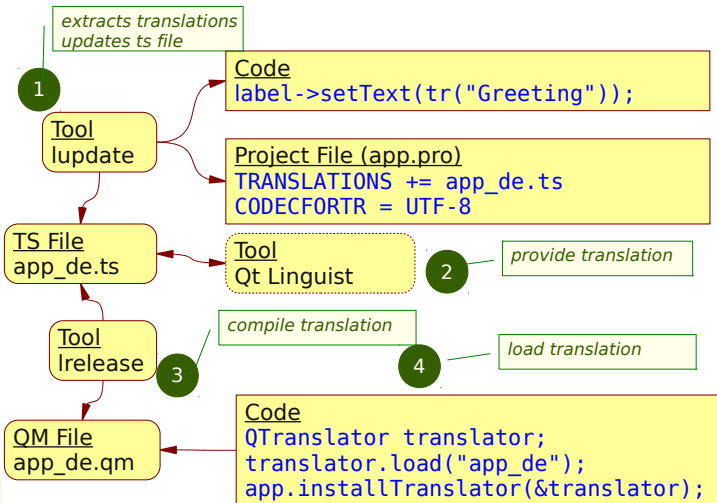 extracts translations
updates ts file
1
Code
label->setText(tr("Greeting"));
Tool
lupdate
Project File (app.pro)
TRANSLATIONS += app_de.ts
CODECFORTR = UTF-8
TS File
app_de.ts
Tool
Qt Linguist
2
provide translation
Tool
lrelease
3
compile translation
4
load translation
QM File
app_de.qm
Code
QTranslator translator;
translator.load("app_de");
app.installTranslator(&translator);